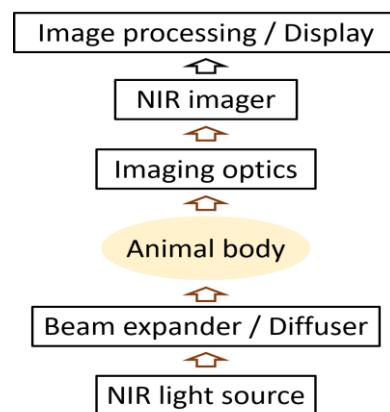 Image processing / Display
NIR imager
Imaging optics
Animal body
Beam expander / Diffuser
NIR light source